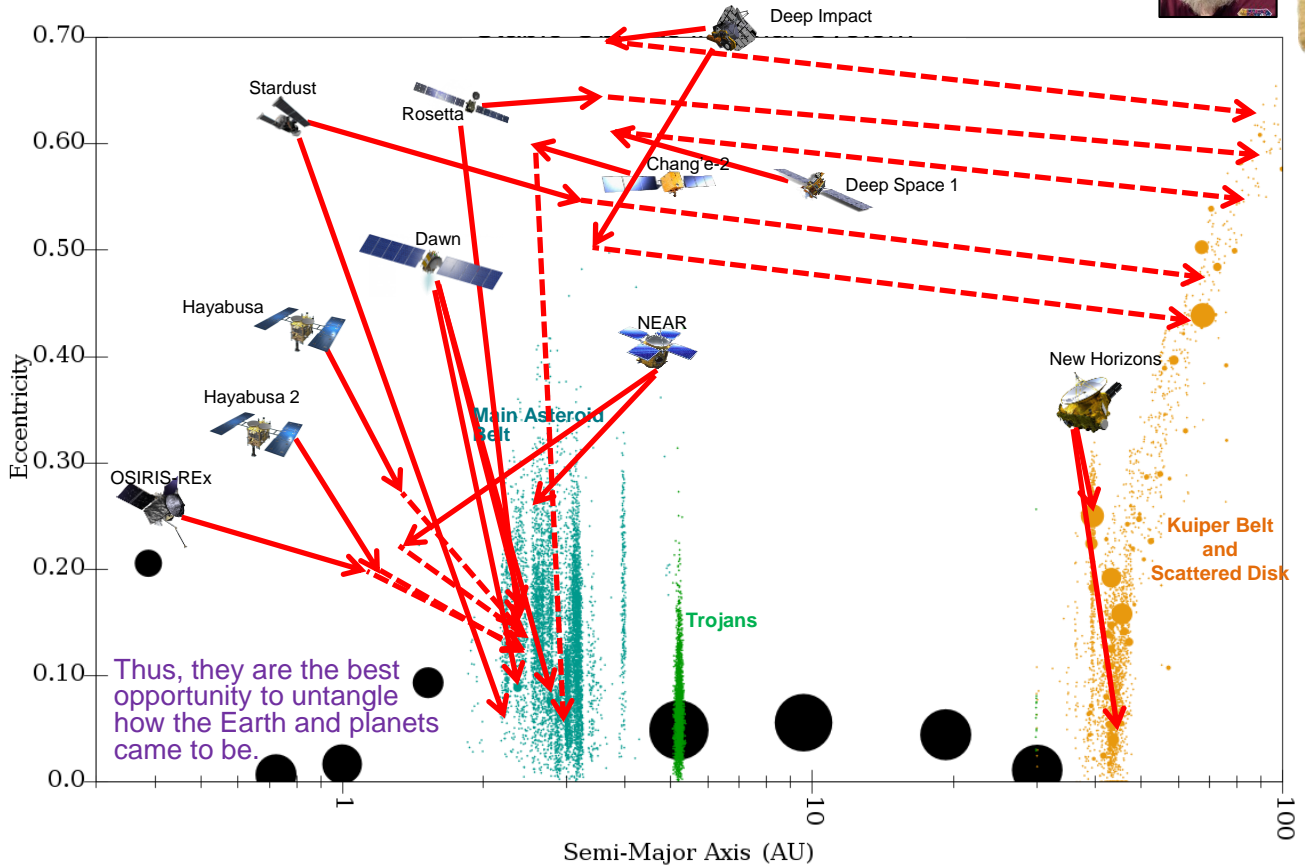 Deep Impact
0.70
Stardust
Rosetta
0.60
Chang'e-2
Deep Space 1
0.50
Dawn
Hayabusa
NEAR
0.40
New Horizons
Hayabusa 2
Main Asteroid
Belt
Eccentricity
0.30
OSIRIS-REx
Kuiper Belt
and
Scattered Disk
0.20
Trojans
0.10
Thus, they are the best
opportunity to untangle
how the Earth and planets
came to be.
0.0
1
10
100
Semi-Major Axis (AU)